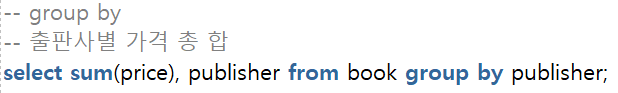 -- group by
-- 출판사별 가격 총 합
select sum(price), publisher from book group by publisher;